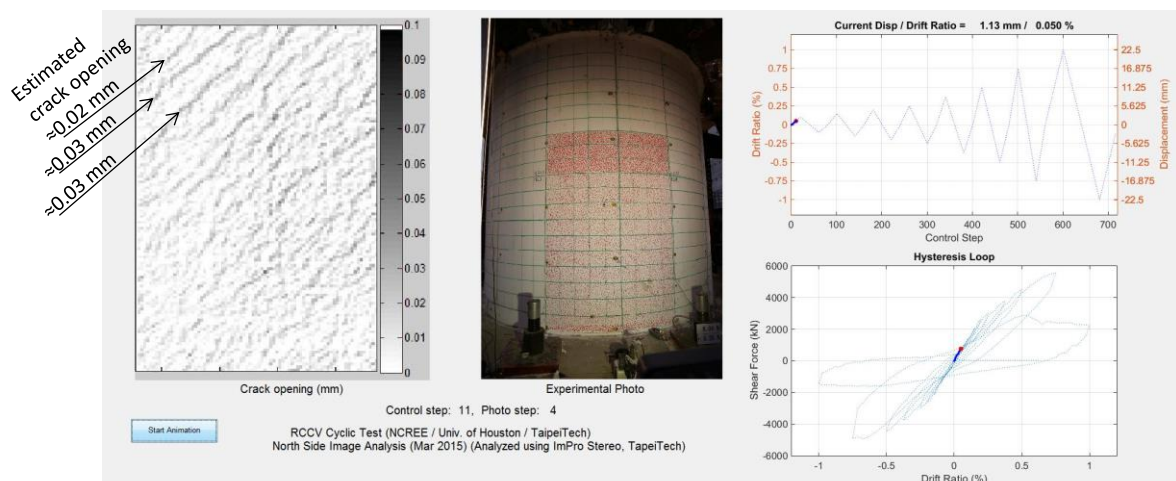 Estimated
crack opening
≈0.02 mm
≈0.03 mm
≈0.03 mm
0.1
0.09
0.08
0.07
0.06
0.05
0.04
0.03
0.02
0.01
0
Crack opening (mm)
Experimental Photo
Control step: 11, Photo step: 4
Start Animation
RCCV Cyclic Test (NCREE / Univ. of Houston / TaipeiTech)
North Side Image Analysis (Mar 2015) (Analyzed using ImPro Stereo, TapeiTech)
Current Disp / Drift Ratio = 1.13 mm / 0.050 %
Drift Ratio (%)
1
0.75
0.5
0.25
0
-0.25
-0.5
-0.75
-1
22.5
16.875
11.25
5.625
0
-5.625
-11.25
-16.875
-22.5
Displacement (mm)
0 100 200 300 400 500 600 700
Control Step
Hysteresis Loop
Shear Force (kN)
6000
4000
2000
0
-2000
-4000
-6000
-1 -0.5 0 0.5 1
Drift Ratio (%)